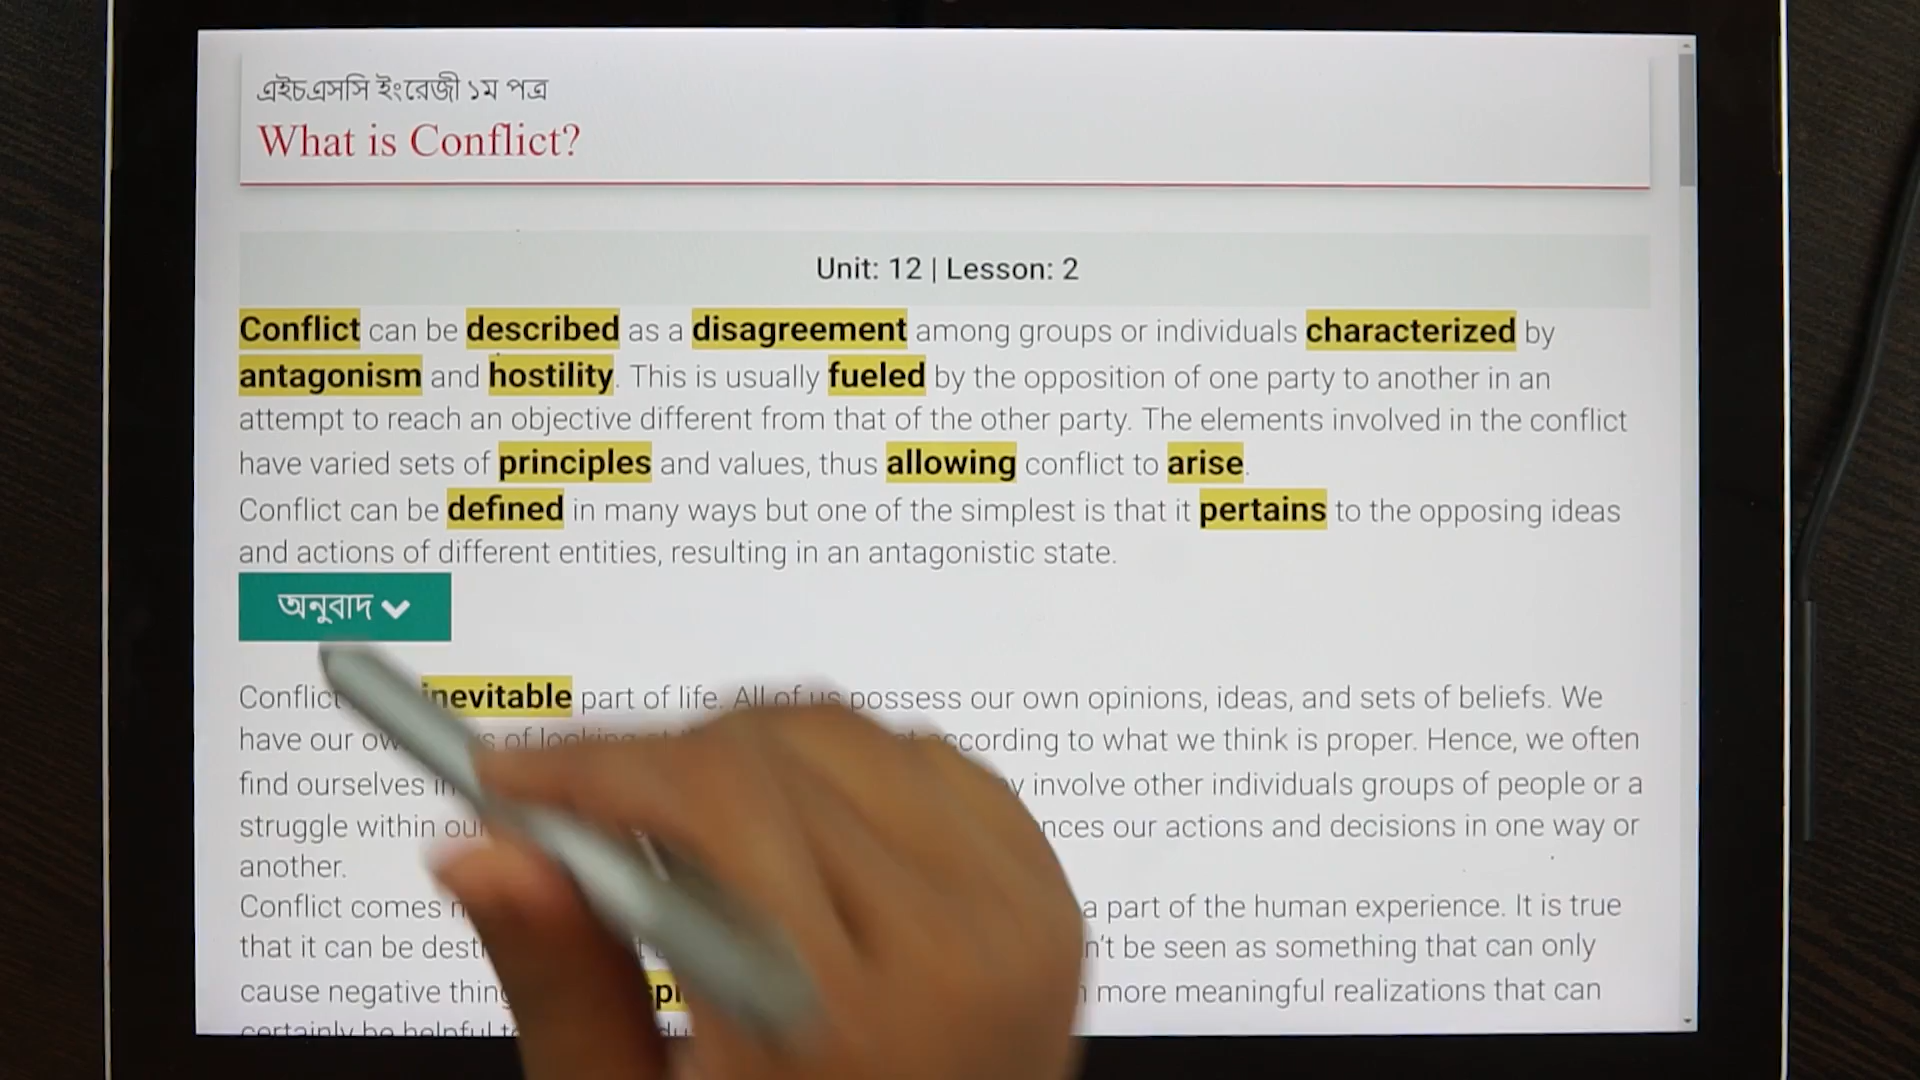 এইচএসসি ইংরেজী ১ম পত্র
What is Conflict?
Unit: 12 | Lesson: 2
Conflict can be described as a disagreement among groups or individuals characterized by
antagonism and hostility. This is usually fueled by the opposition of one party to another in an
attempt to reach an objective different from that of the other party. The elements involved in the conflict
have varied sets of principles and values, thus allowing conflict to arise.
Conflict can be defined in many ways but one of the simplest is that it pertains to the opposing ideas
and actions of different entities, resulting in an antagonistic state.
অনুবাদ
Conflict inevitable part of life. All of us possess our own opinions, ideas, and sets of beliefs. We
have our of looking according to what we think is proper. Hence, we often
find ourselves involve other individuals groups of people or a
struggle within our actions and decisions in one way or
another.
Conflict comes a part of the human experience. It is true
that it can be be seen as something that can only
cause negative more meaningful realizations that can
certainly be helpful